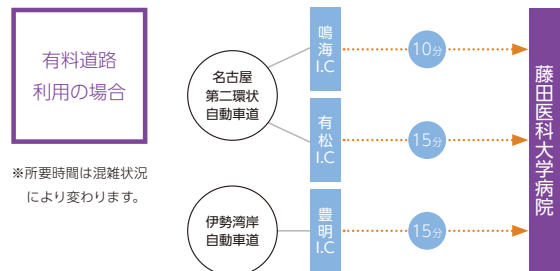 有料道路
利用の場合
※所要時間は混雑状況
により変わります。
名古屋
第二環状
自動車道
鳴海I.C
10分
有松I.C
15分
伊勢湾岸
自動車道
豊明I.C
15分
藤田医科大学病院